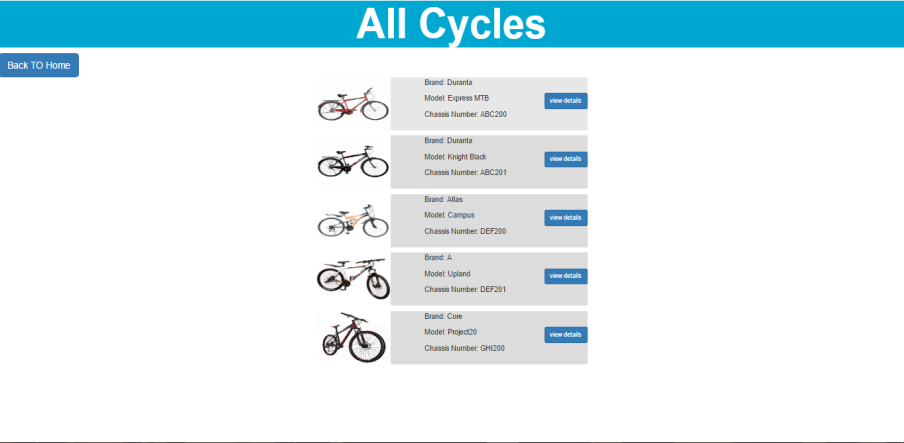 All Cycles
Back TO Home
Brand: Duranta
Model: Express MTB
view details
Chassis Number: ABC200
Brand: Duranta
Model: Knight Black
view details
Chassis Number: ABC201
Brand: Atlas
Model: Campus
view details
Chassis Number: DEF200
Brand: A
Model: Upland
view details
Chassis Number: DEF201
Brand: Core
Model: Project20
view details
Chassis Number: GHI200